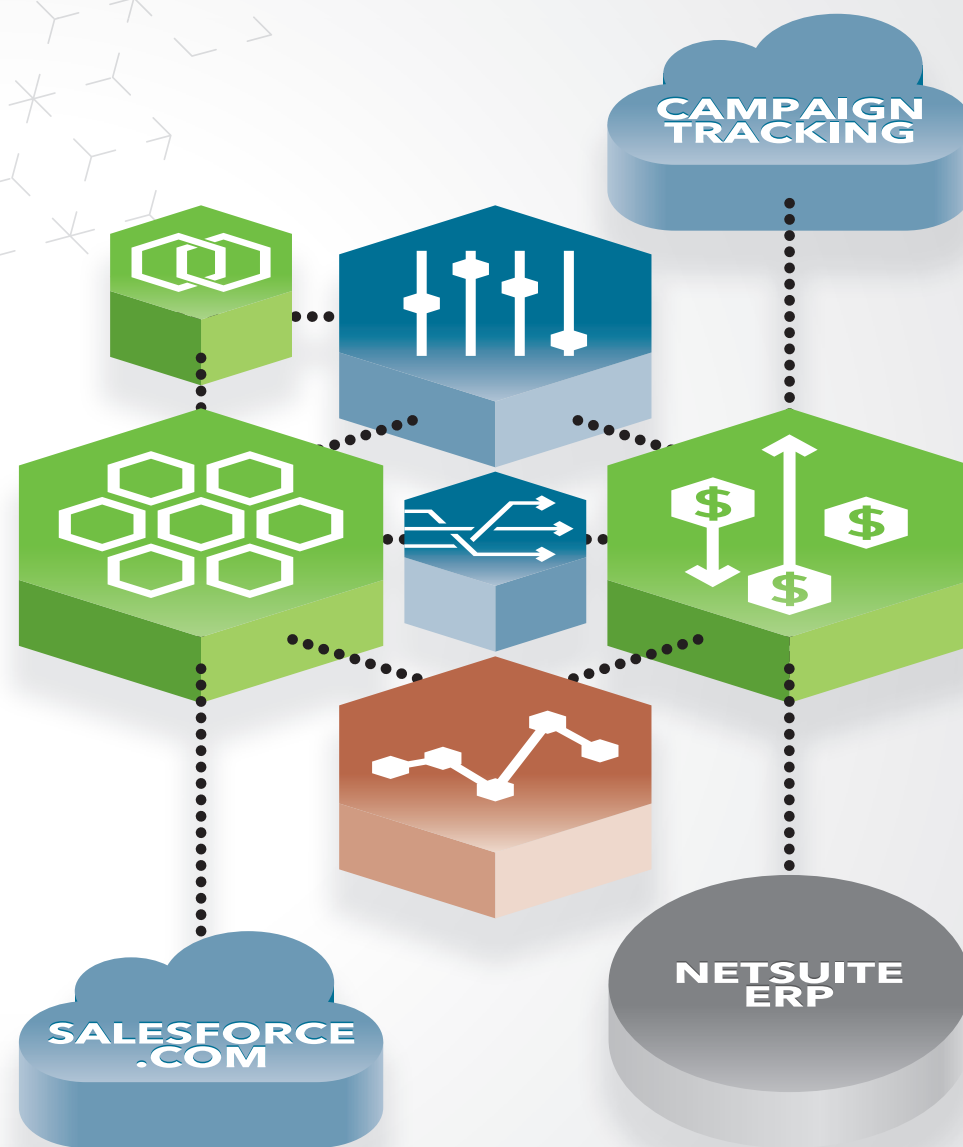 CAMPAIGN
TRACKING
$
$
$
NETSUITE
ERP
SALESFORCE
.COM